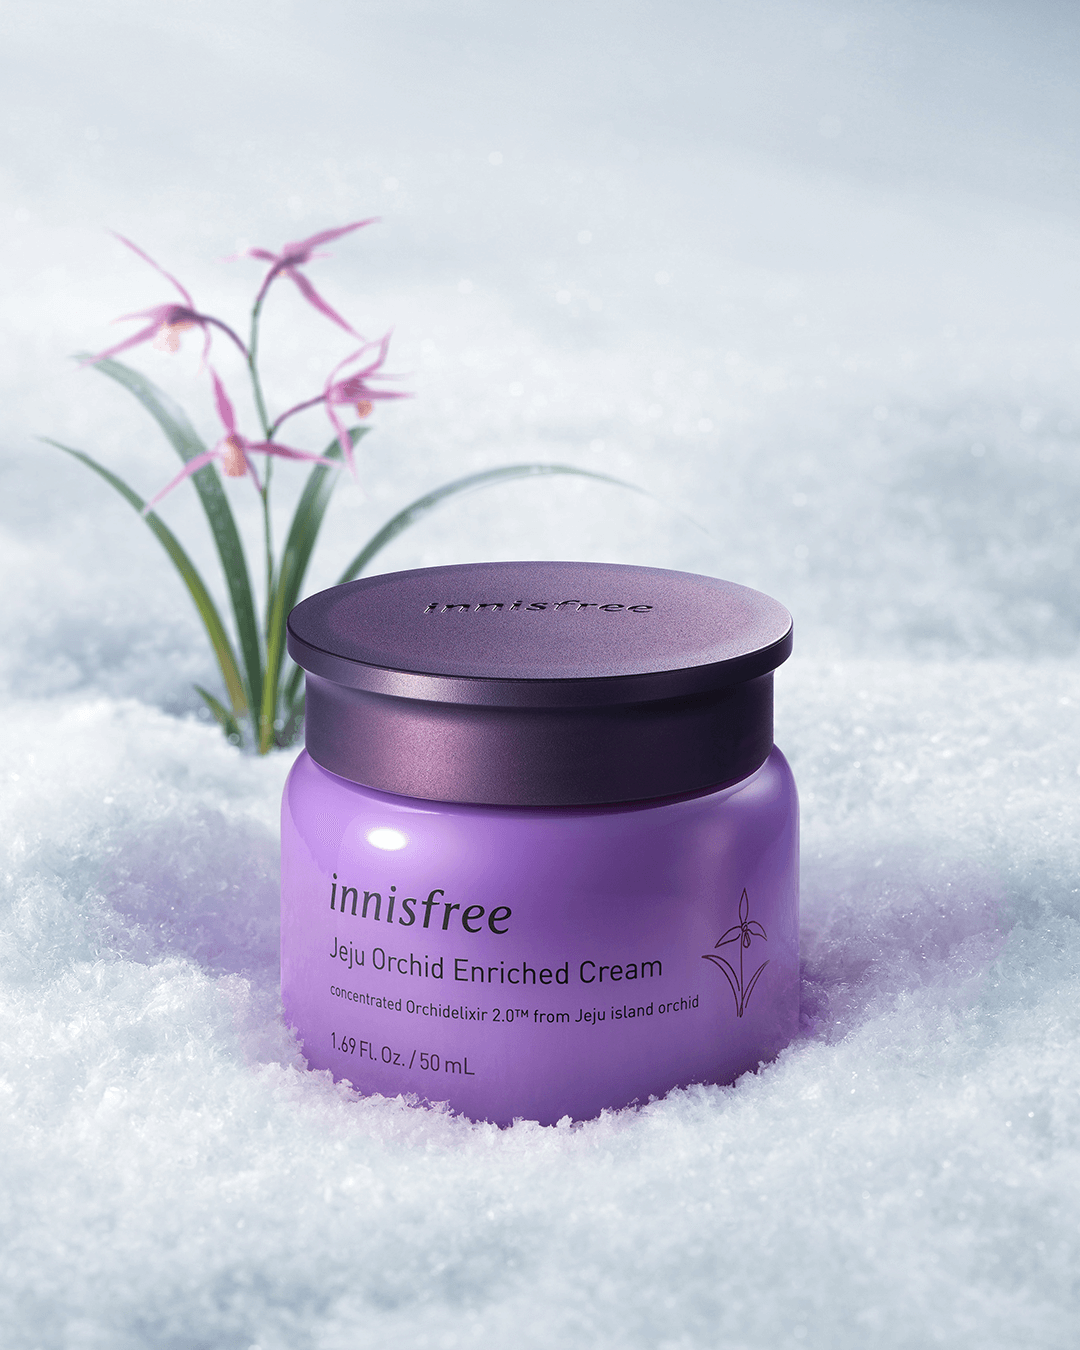 innisfree
innisfree
Jeju Orchid Enriched Cream
concentrated Orchidelixir 2.0™ from Jeju island orchid
1.69 Fl. Oz. / 50 mL